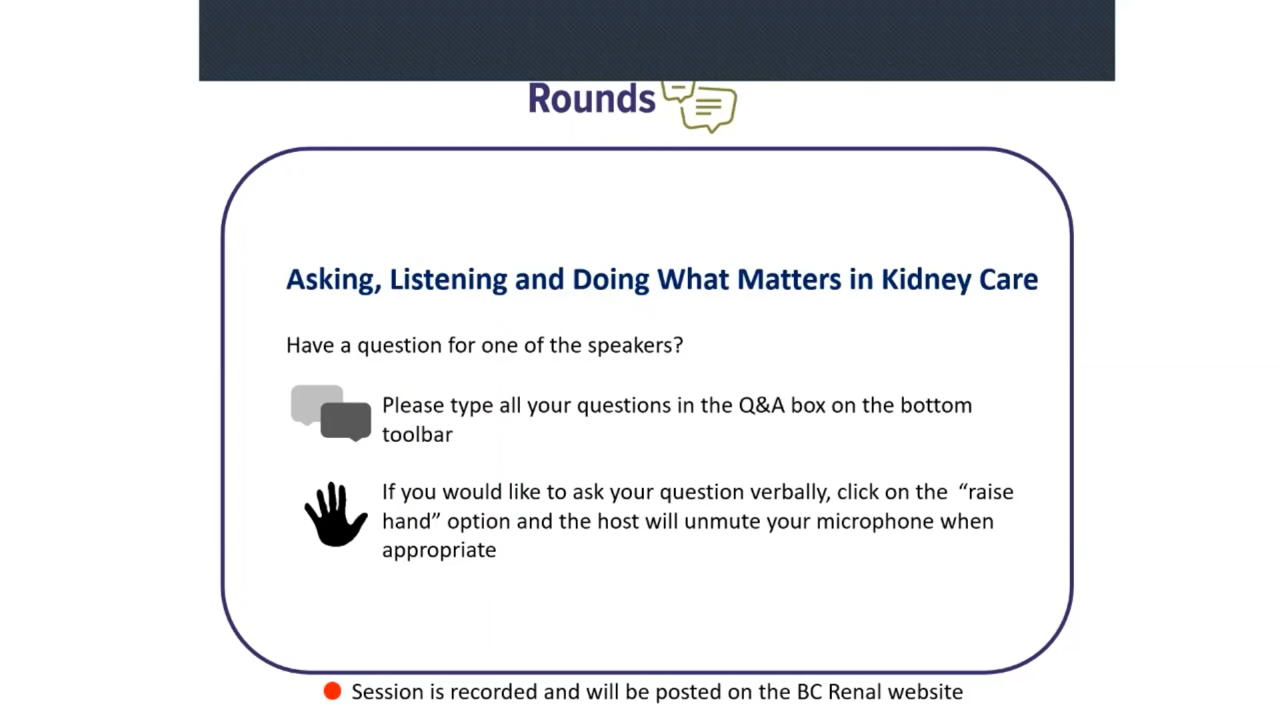 Rounds
Asking, Listening and Doing What Matters in Kidney Care
Have a question for one of the speakers?
Please type all your questions in the Q&A box on the bottom
toolbar
If you would like to ask your question verbally, click on the “raise
hand” option and the host will unmute your microphone when
appropriate
Session is recorded and will be posted on the BC Renal website